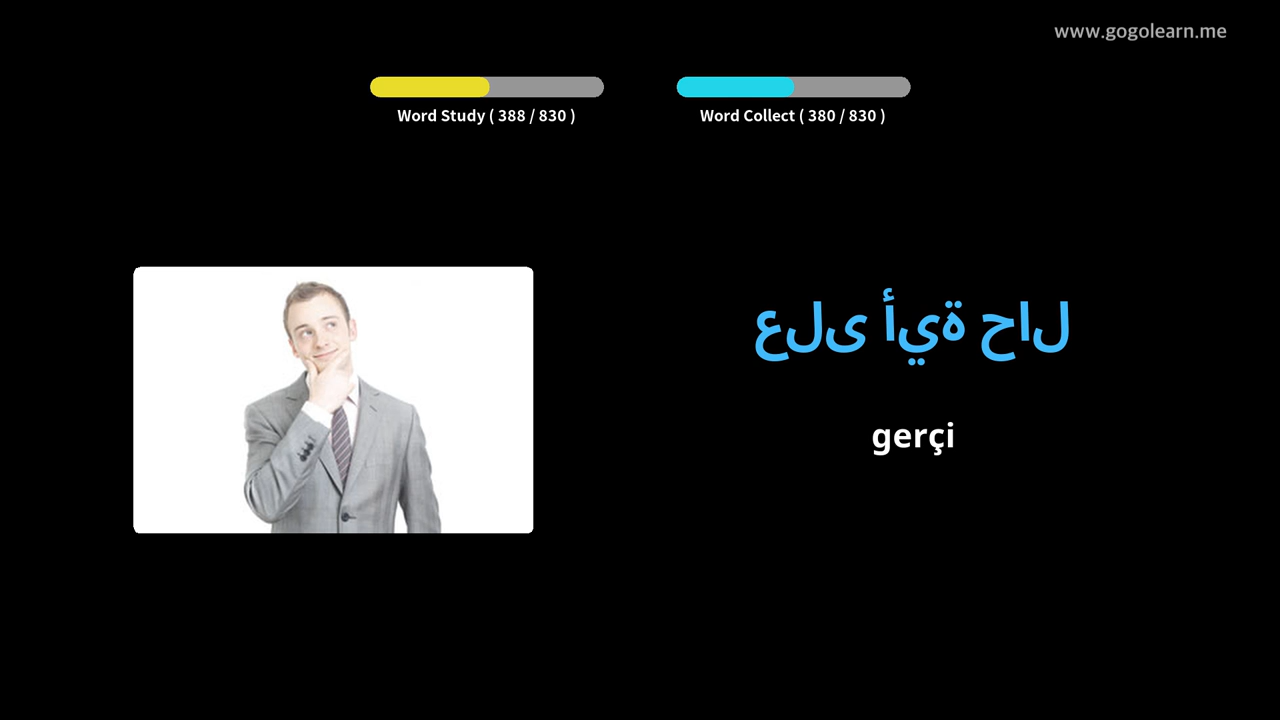 www.gogolearn.me
Word Study ( 388 / 830 )
Word Collect ( 380 / 830 )
على أية حال
gerçi